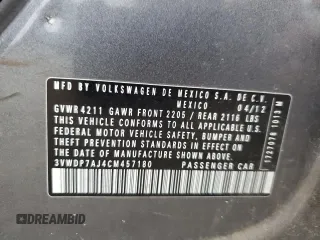 MFD BY VOLKSWAGEN DE MEXICO S.A. DE C.V.
MEXICO 04/12
GVWR 4211 GAWR FRONT 2205 / REAR 2116 LBS
THIS VEHICLE CONFORMS TO ALL APPLICABLE
FEDERAL MOTOR VEHICLE SAFETY, BUMPER, AND
THEFT PREVENTION STANDARDS IN EFFECT ON
THE DATE OF MANUFACTURE SHOWN ABOVE.
3VWDP7AJ4CM457180 PASSENGER CAR
DREAMBID